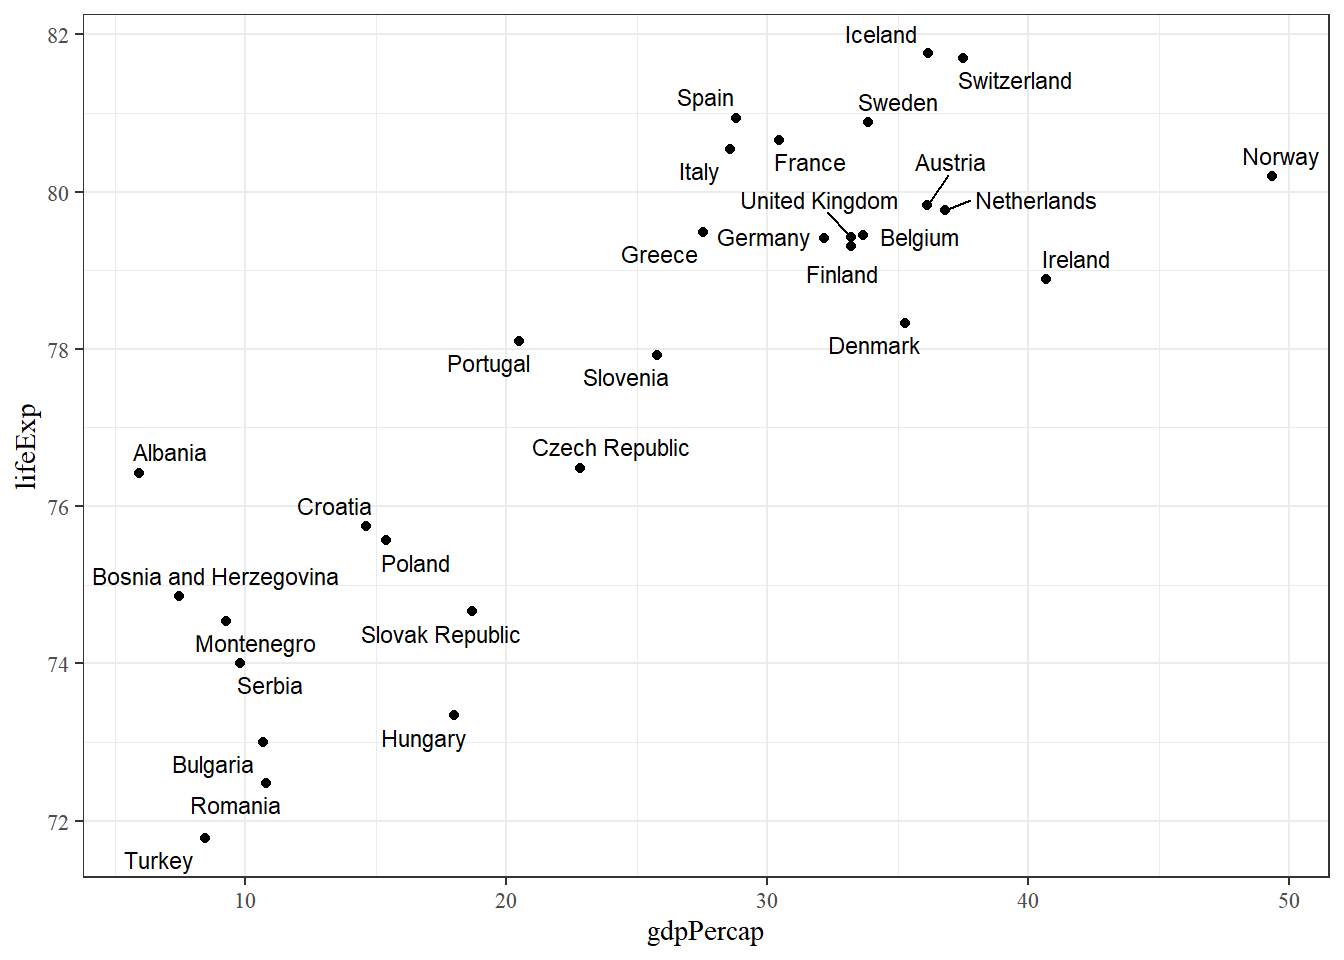 82
Iceland
Switzerland
Spain
Sweden
Italy
France
Austria
Norway
80
United Kingdom
Netherlands
Greece
Germany
Belgium
Finland
Ireland
Denmark
78
Portugal
Slovenia
Albania
Czech Republic
76
Croatia
Poland
Bosnia and Herzegovina
Montenegro
Slovak Republic
74
Serbia
Hungary
Bulgaria
Romania
72
Turkey
lifeExp
10 20 30 40 50
gdpPercap